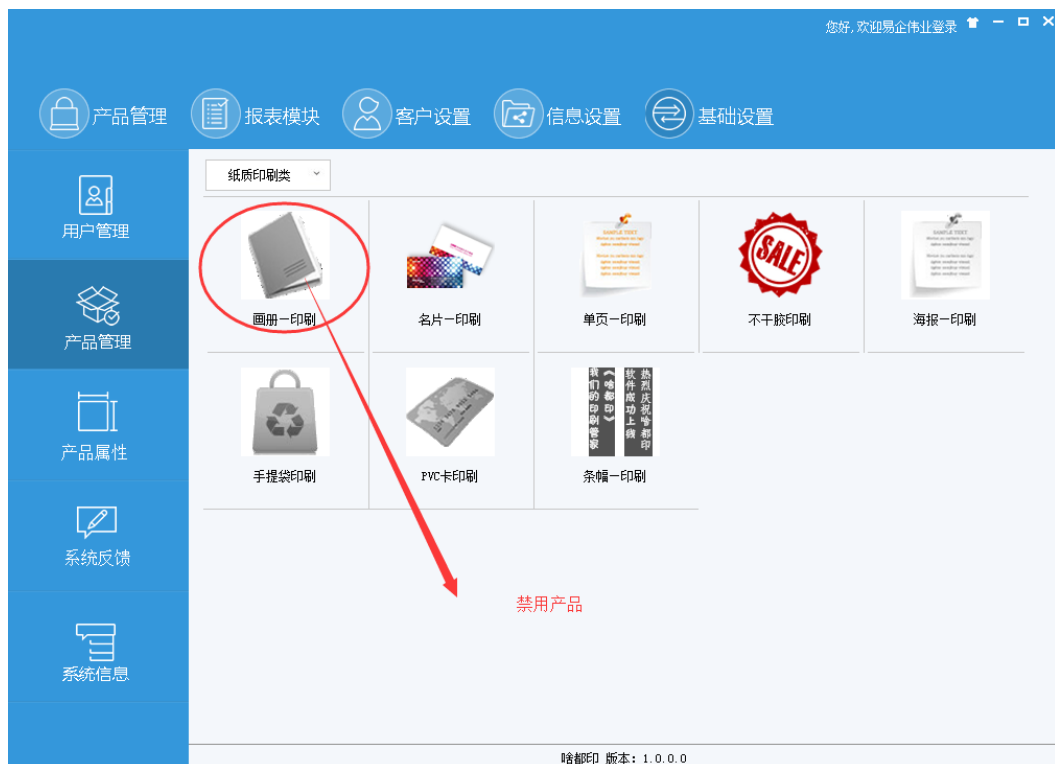 您好,欢迎易企伟业登录
产品管理
报表模块
客户设置
信息设置
基础设置
用户管理
产品管理
产品属性
系统反馈
系统信息
纸质印刷类
SAMPLE TEXT
SALE
SAMPLE TEXT
画册—印刷
名片—印刷
单页—印刷
不干胶印刷
海报—印刷
热烈庆祝啥都印
软件成功上线
《啥都印》
我们的印刷管家
手提袋印刷
PVC卡印刷
条幅—印刷
禁用产品
啥都印 版本: 1.0.0.0